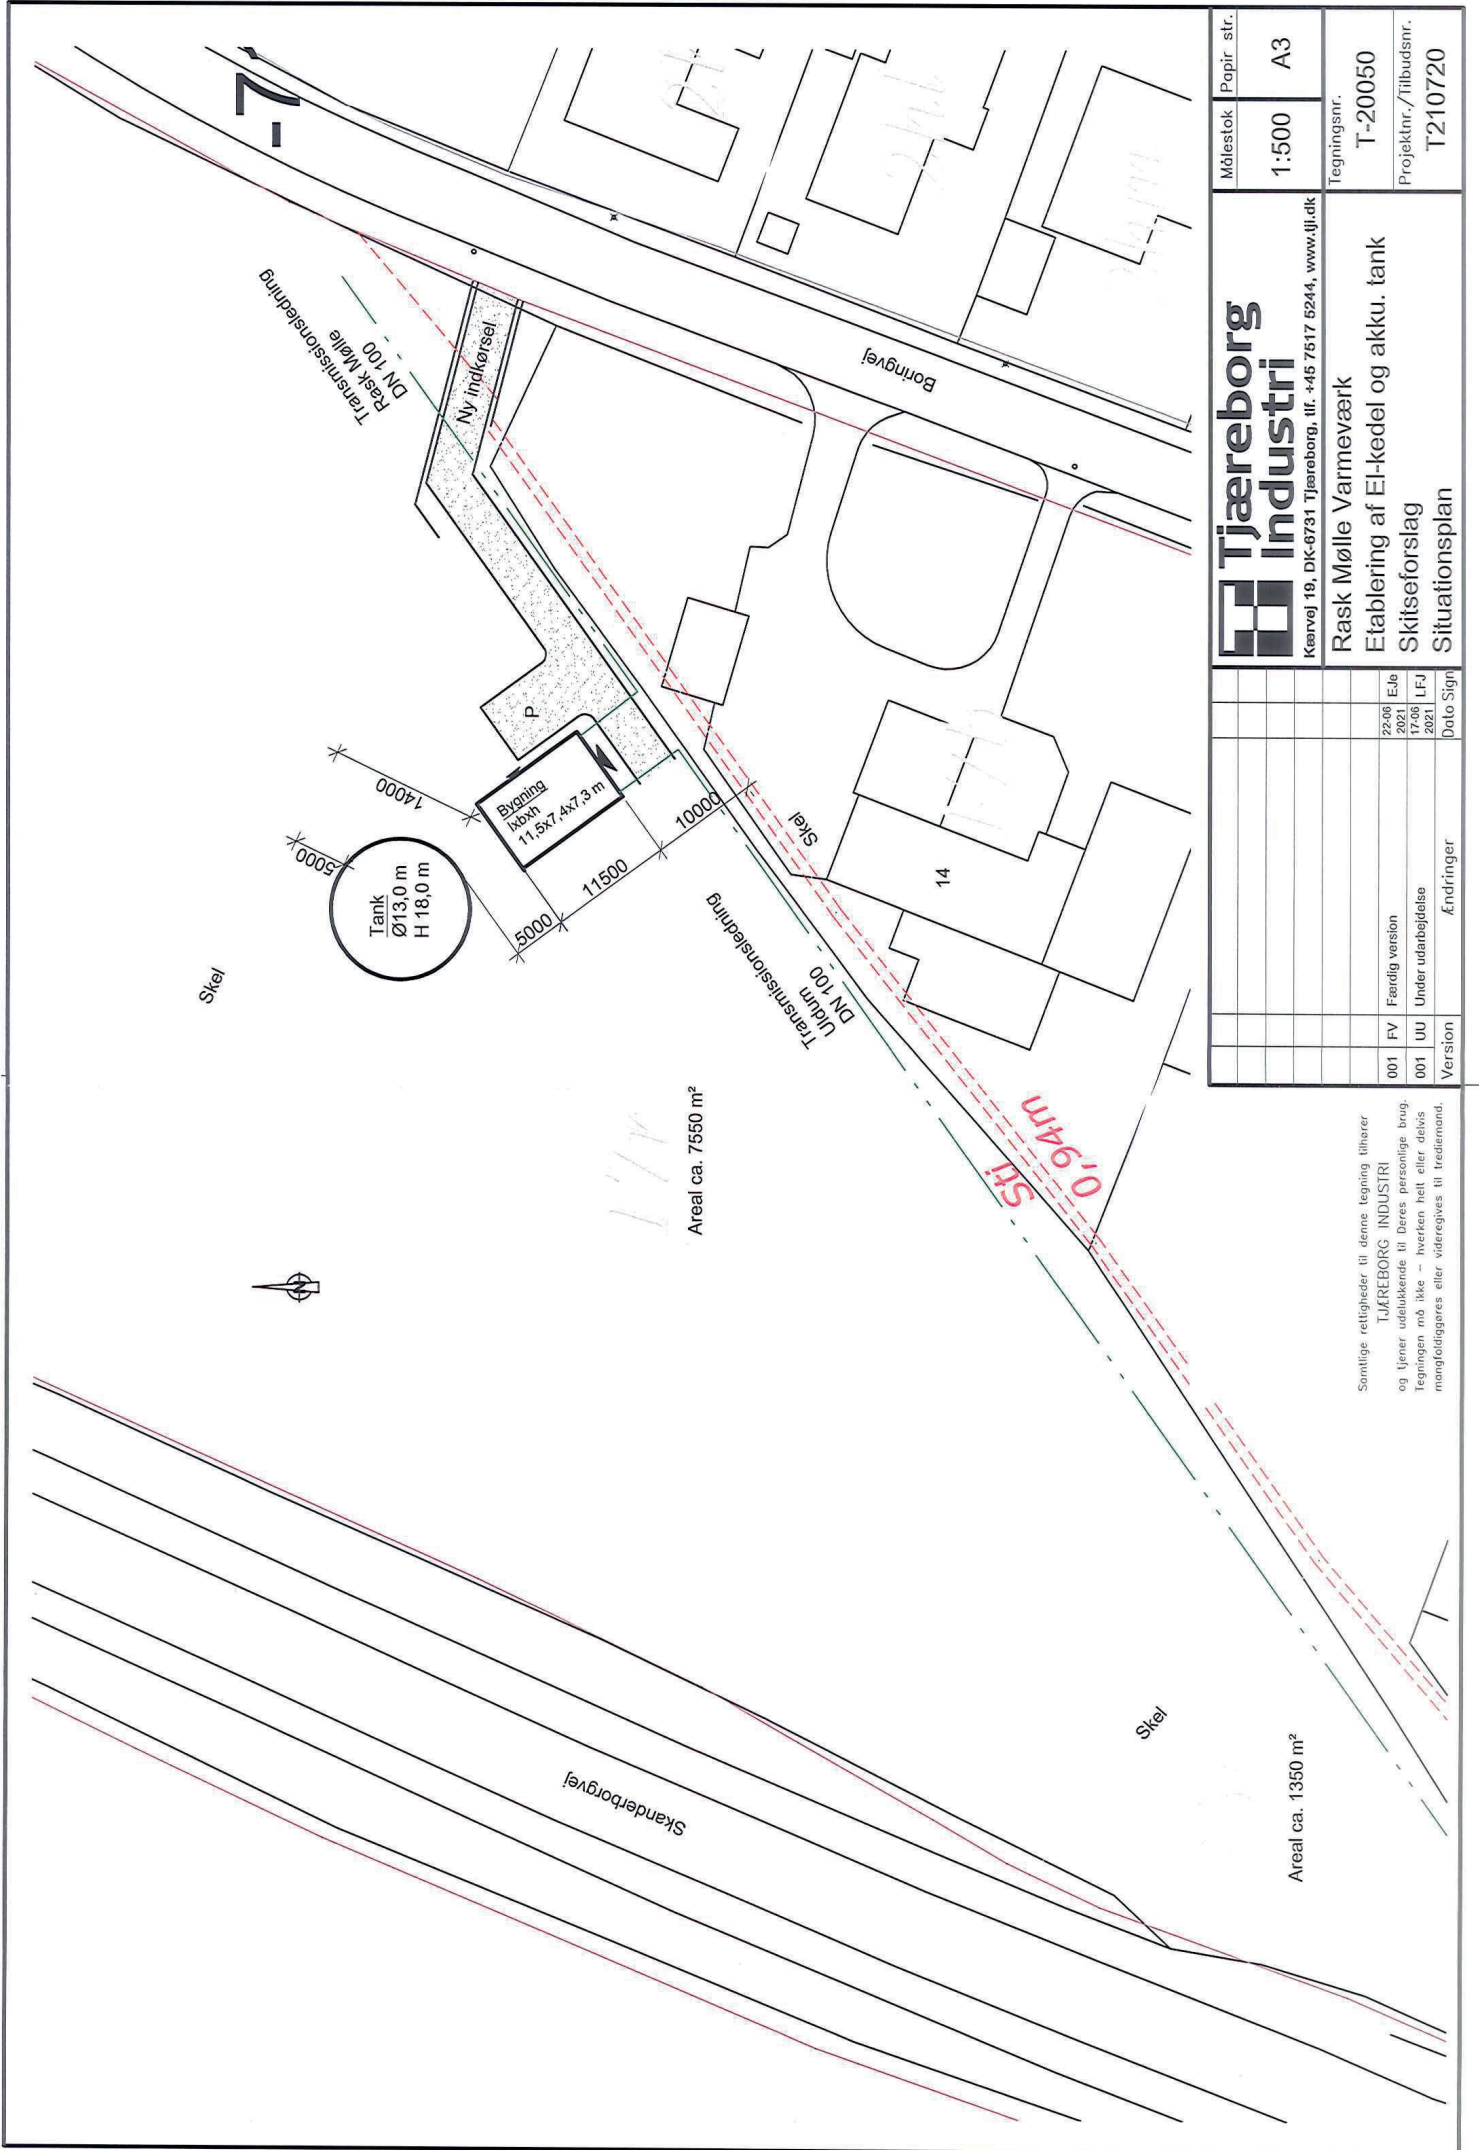 Skanderborgvej
Skel
Areal ca. 1350 m²
N
Areal ca. 7550 m²
Skel
Tank
Ø13,0 m
H 18,0 m
5000
14000
5000
11500
10000
Bygning
lxbxh
11,5x7,4x7,3 m
P
Ny indkørsel
Transmissionsledning
Rask Mølle
DN 100
Transmissionsledning
Uldum
DN 100
Skel
Sti
0,94m
14
Boringvej
Samtlige rettigheder til denne tegning tilhører
TJÆREBORG INDUSTRI
og tjener udelukkende til Deres personlige brug.
Tegningen må ikke – hverken helt eller delvis
mangfoldiggøres eller videregives til trediemand.
001 FV Færdig version 22-06 2021 EJe
001 UU Under udarbejdelse 17-06 2021 LFJ
Version Ændringer Dato Sign
Tjæreborg
Industri
Kærvej 19, DK-6731 Tjæreborg, tlf. +45 7517 5244, www.tji.dk
Målestok Papir str.
1:500 A3
Rask Mølle Varmeværk
Etablering af El-kedel og akku. tank
Skitseforslag
Situationsplan
Tegningsnr.
T-20050
Projektnr./Tilbudsnr.
T210720